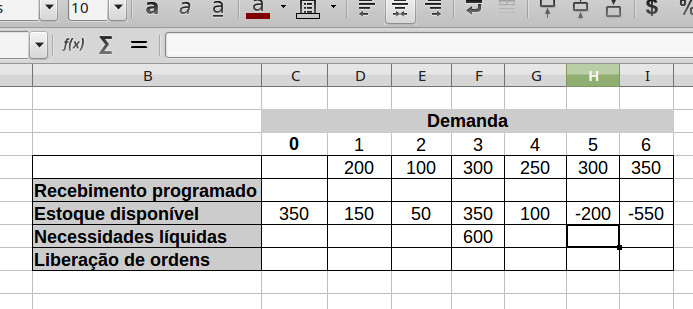 10 a a a a $ %
f(x) Σ =
B C D E F G H I
Demanda
0 1 2 3 4 5 6
200 100 300 250 300 350
Recebimento programado
Estoque disponível 350 150 50 350 100 -200 -550
Necessidades líquidas 600
Liberação de ordens